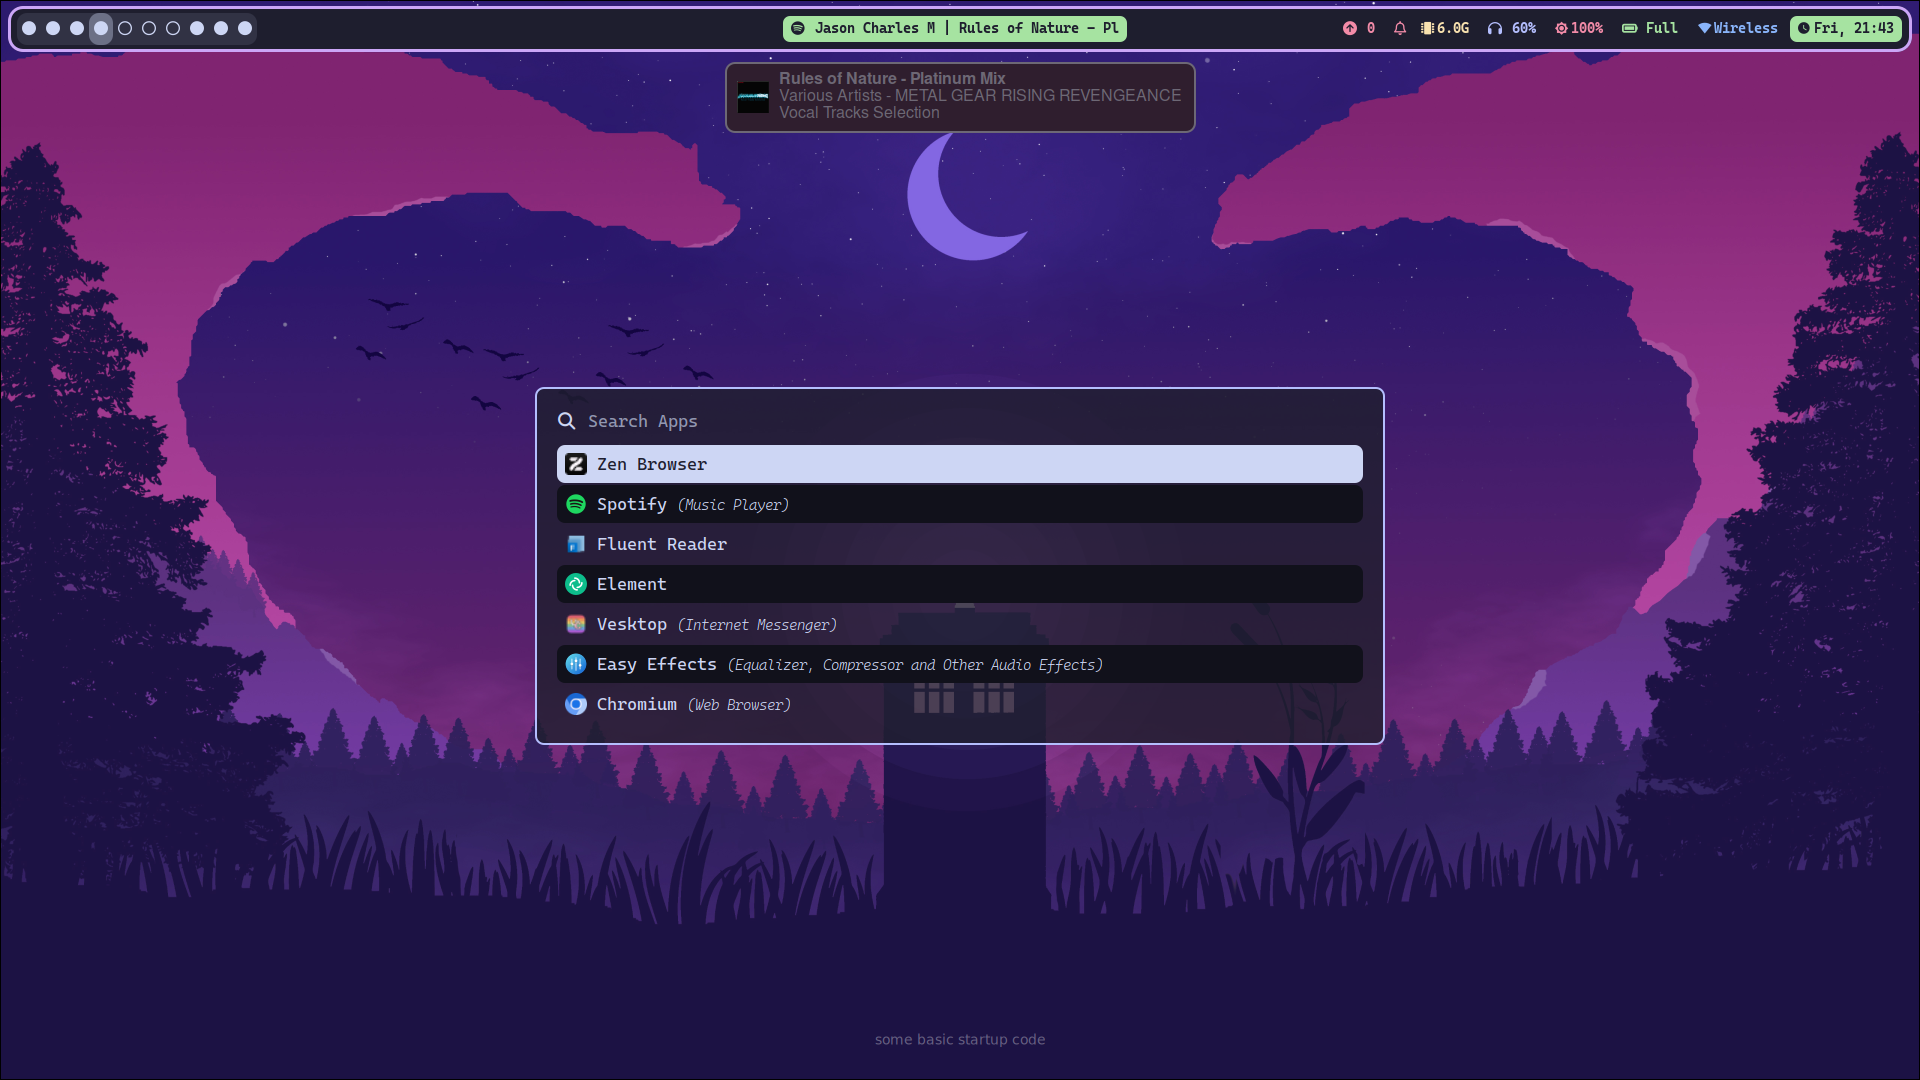 Jason Charles M | Rules of Nature - Pl
0
6.0G
60%
100%
Full
Wireless
Fri, 21:43
Rules of Nature - Platinum Mix
Various Artists - METAL GEAR RISING REVENGEANCE
Vocal Tracks Selection
Search Apps
Zen Browser
Spotify (Music Player)
Fluent Reader
Element
Vesktop (Internet Messenger)
Easy Effects (Equalizer, Compressor and Other Audio Effects)
Chromium (Web Browser)
some basic startup code